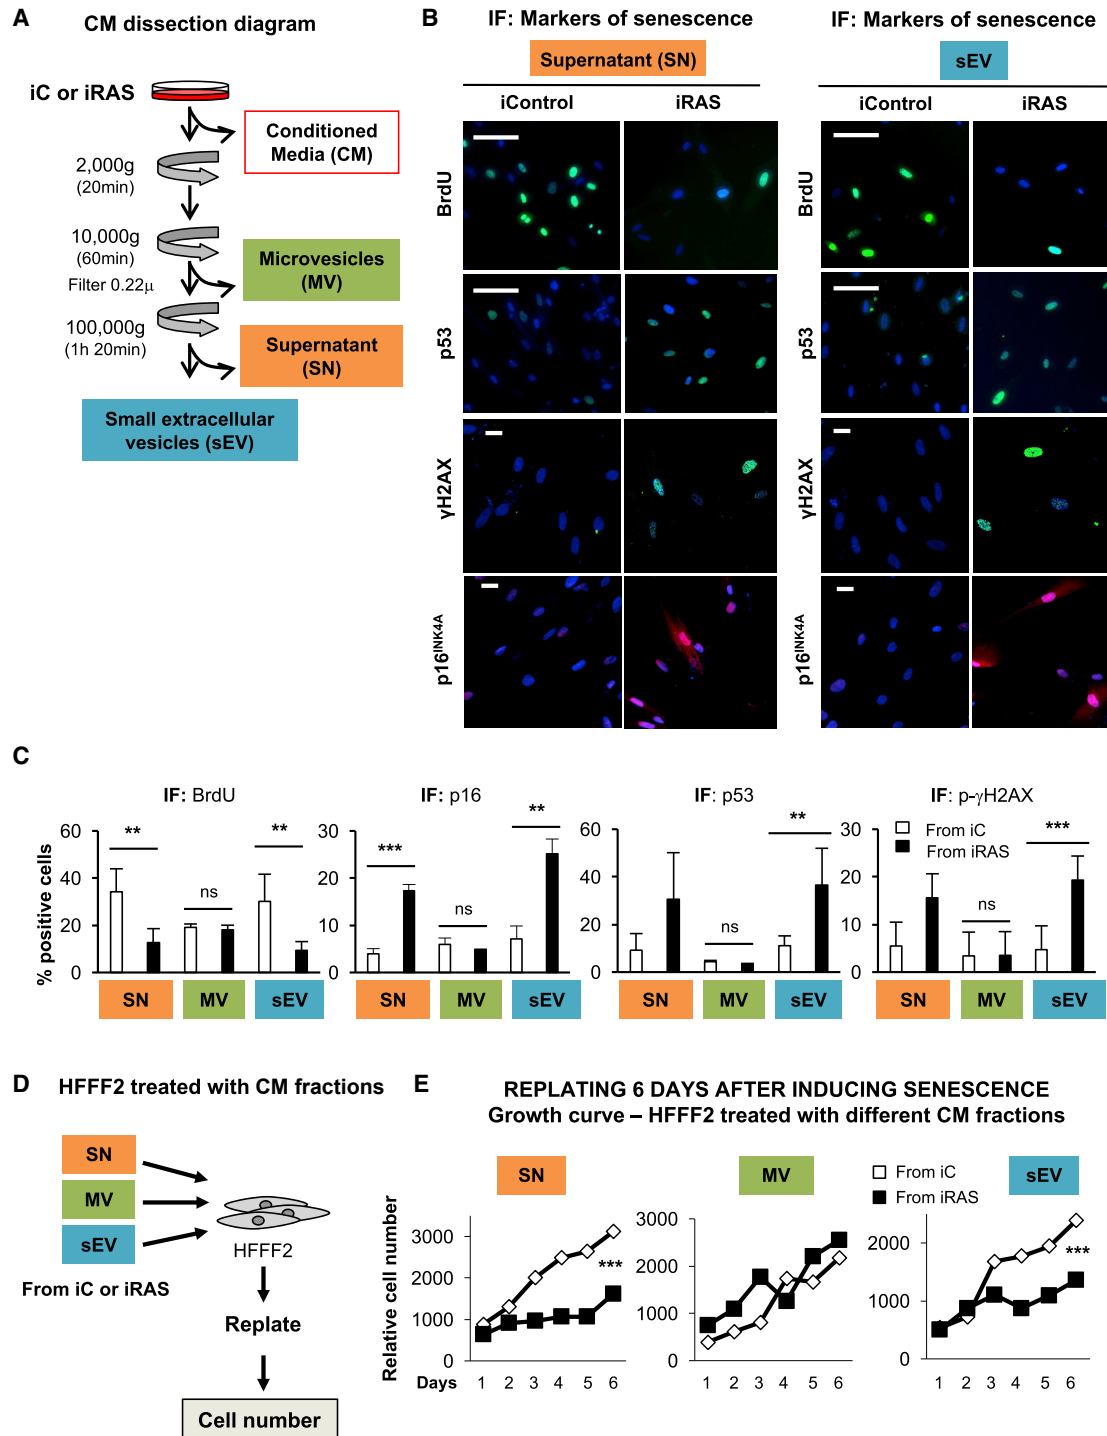 A
CM dissection diagram
iC or iRAS
Conditioned
Media (CM)
2,000g
(20min)
10,000g
(60min)
Filter 0.22µ
Microvesicles
(MV)
100,000g
(1h 20min)
Supernatant
(SN)
Small extracellular
vesicles (sEV)
B
IF: Markers of senescence
Supernatant (SN)
iControl iRAS
BrdU
p53
γH2AX
p16INK4A
IF: Markers of senescence
sEV
iControl iRAS
BrdU
p53
γH2AX
p16INK4A
C
% positive cells
IF: BrdU
60
40
20
0
** ns **
SN MV sEV
IF: p16
30
20
10
0
*** ns **
SN MV sEV
IF: p53
60
40
20
0
ns **
SN MV sEV
IF: p-γH2AX
From iC
From iRAS
30
20
10
0
ns ***
SN MV sEV
D
HFFF2 treated with CM fractions
SN
MV
sEV
From iC or iRAS
HFFF2
Replate
Cell number
E
REPLATING 6 DAYS AFTER INDUCING SENESCENCE
Growth curve – HFFF2 treated with different CM fractions
From iC
From iRAS
Relative cell number
SN
3000
2000
1000
0
***
Days 1 2 3 4 5 6
MV
3000
2000
1000
0
1 2 3 4 5 6
sEV
2000
1000
0
***
1 2 3 4 5 6